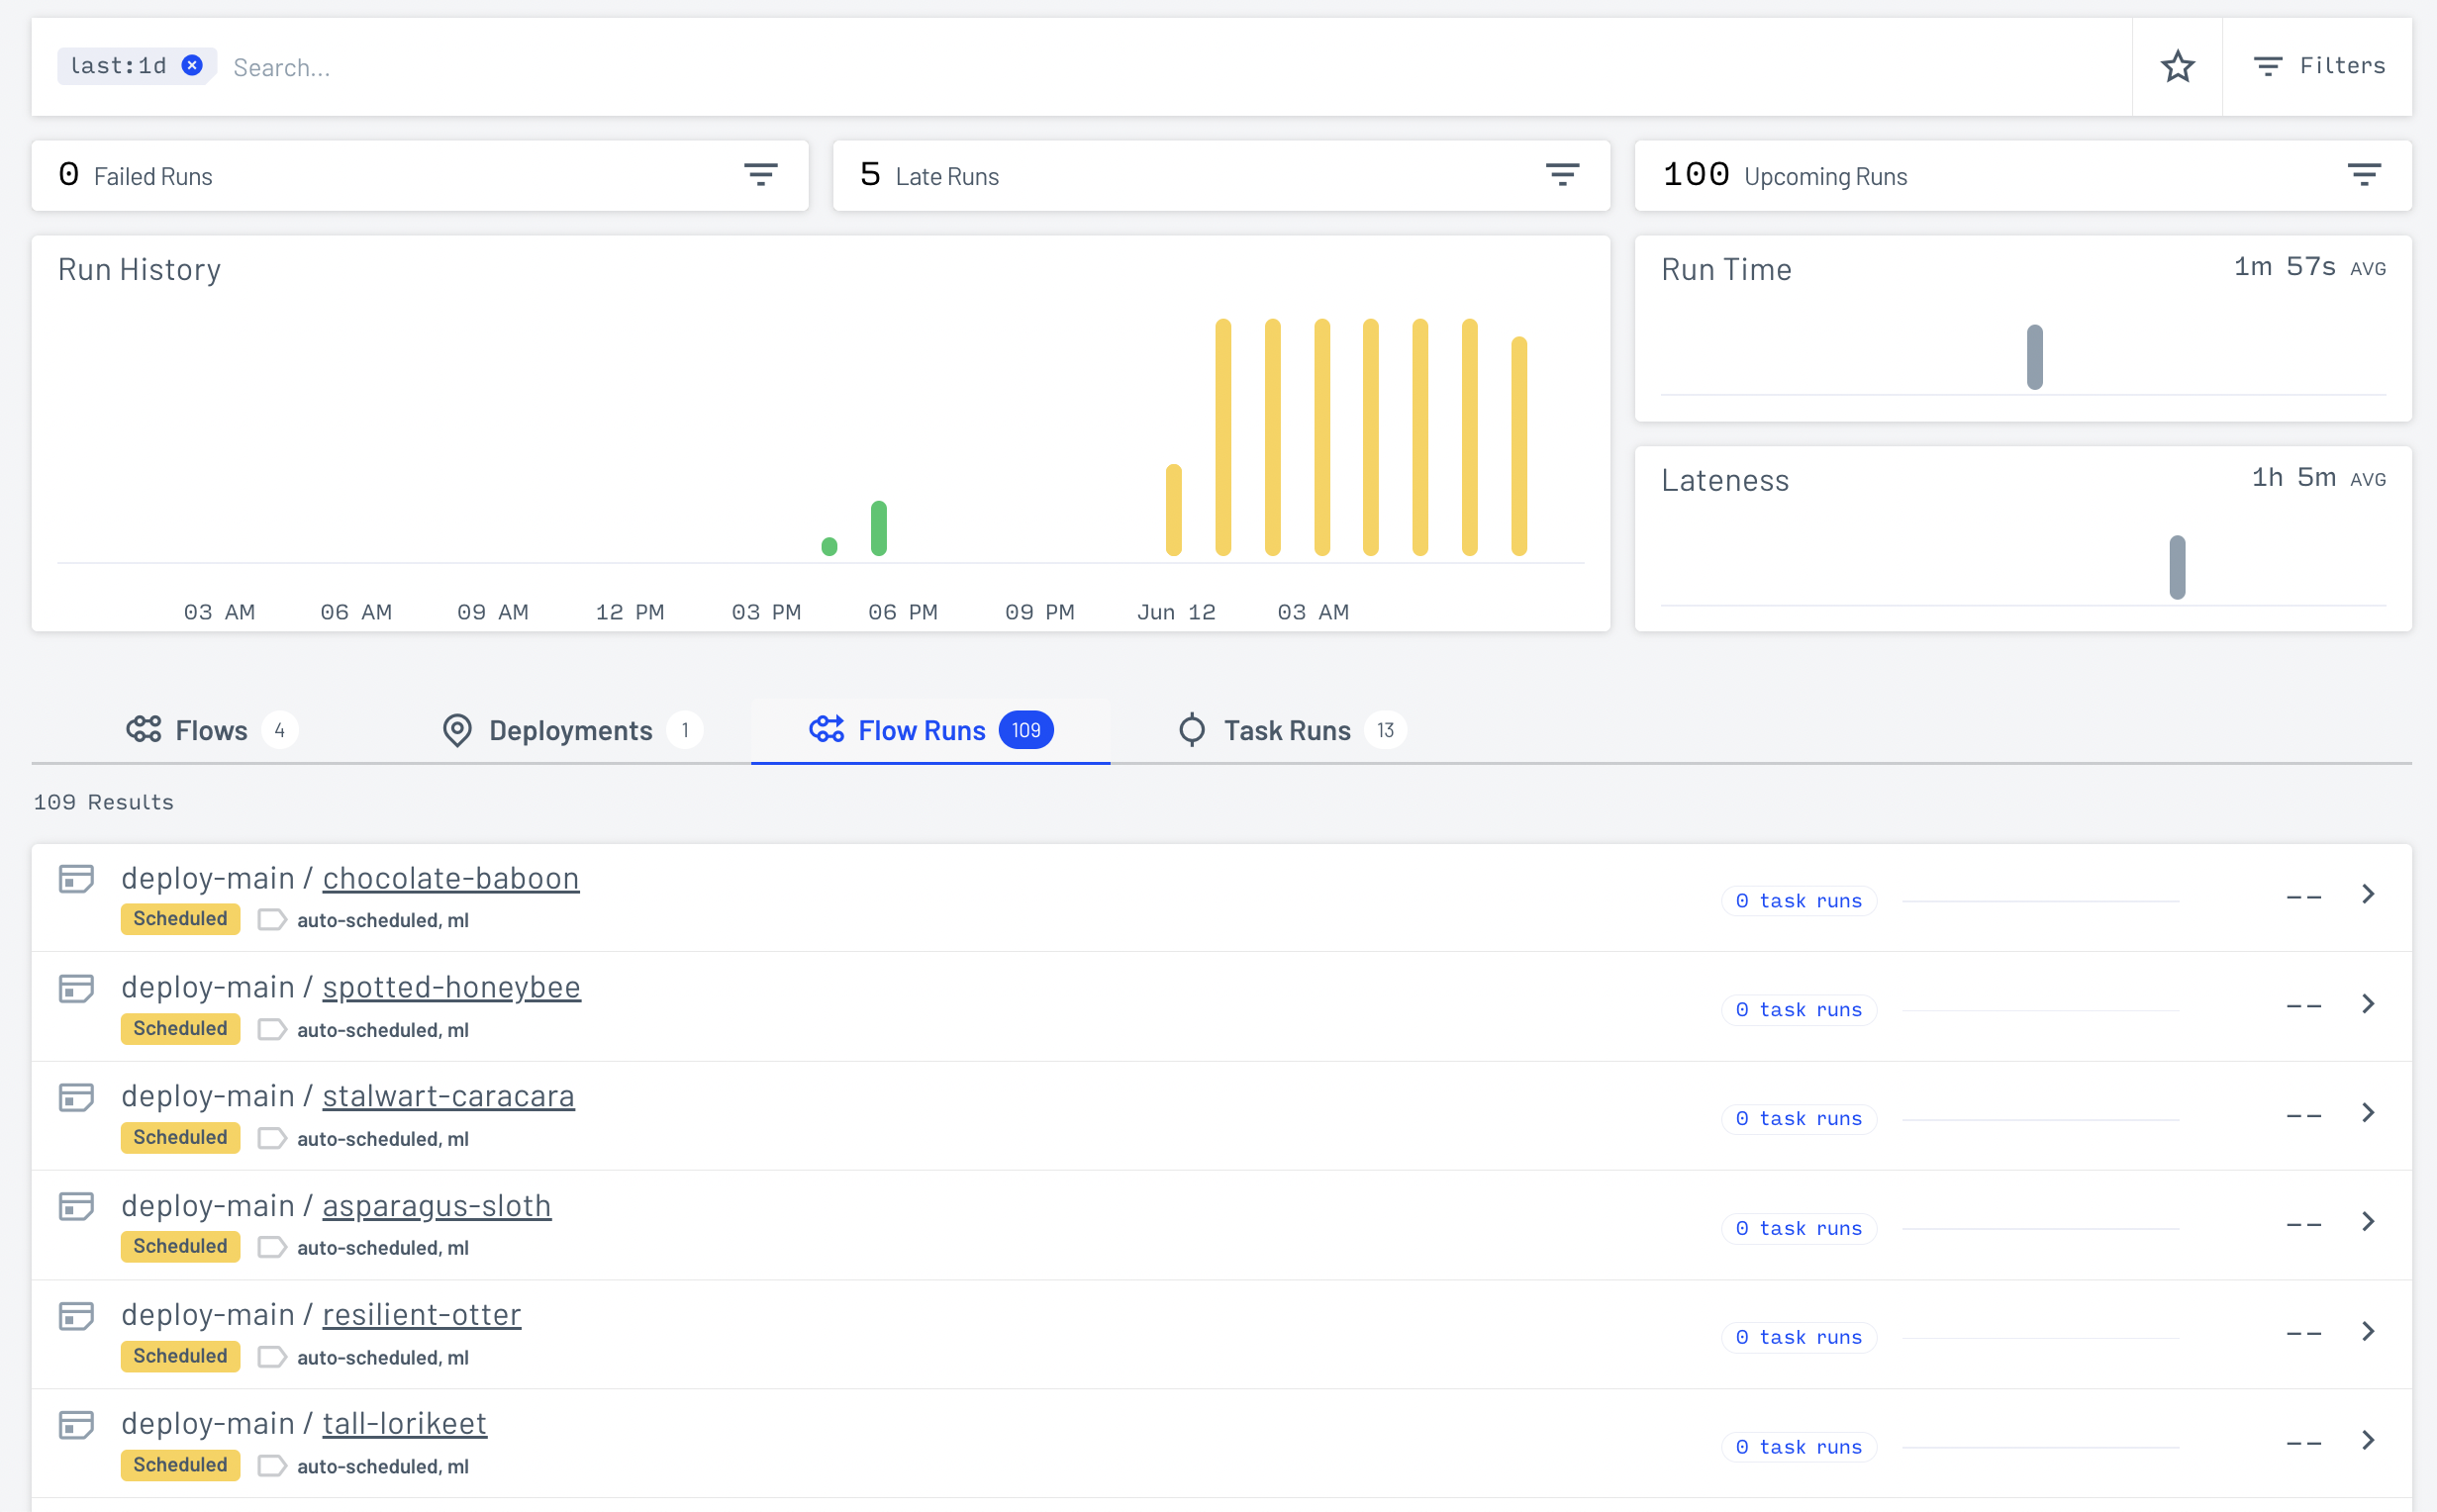 last:1d Search... Filters
0 Failed Runs 5 Late Runs 100 Upcoming Runs
Run History
03 AM 06 AM 09 AM 12 PM 03 PM 06 PM 09 PM Jun 12 03 AM
Run Time 1m 57s AVG
Lateness 1h 5m AVG
Flows 4 Deployments 1 Flow Runs 109 Task Runs 13
109 Results
deploy-main / chocolate-baboon
Scheduled auto-scheduled, ml
0 task runs --
deploy-main / spotted-honeybee
Scheduled auto-scheduled, ml
0 task runs --
deploy-main / stalwart-caracara
Scheduled auto-scheduled, ml
0 task runs --
deploy-main / asparagus-sloth
Scheduled auto-scheduled, ml
0 task runs --
deploy-main / resilient-otter
Scheduled auto-scheduled, ml
0 task runs --
deploy-main / tall-lorikeet
Scheduled auto-scheduled, ml
0 task runs --